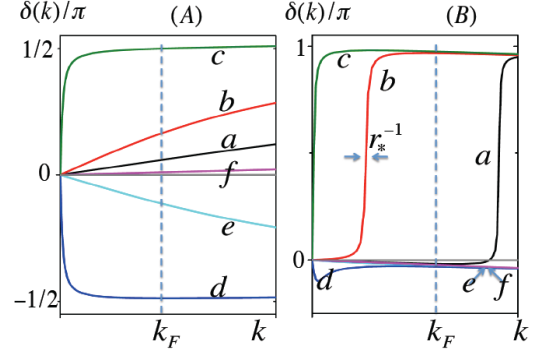 δ(k)/π (A)
1/2
0
−1/2
c
b
a
f
e
d
k_F k
δ(k)/π (B)
1
0
c
b
r_*^{-1}
a
d
e f
k_F k